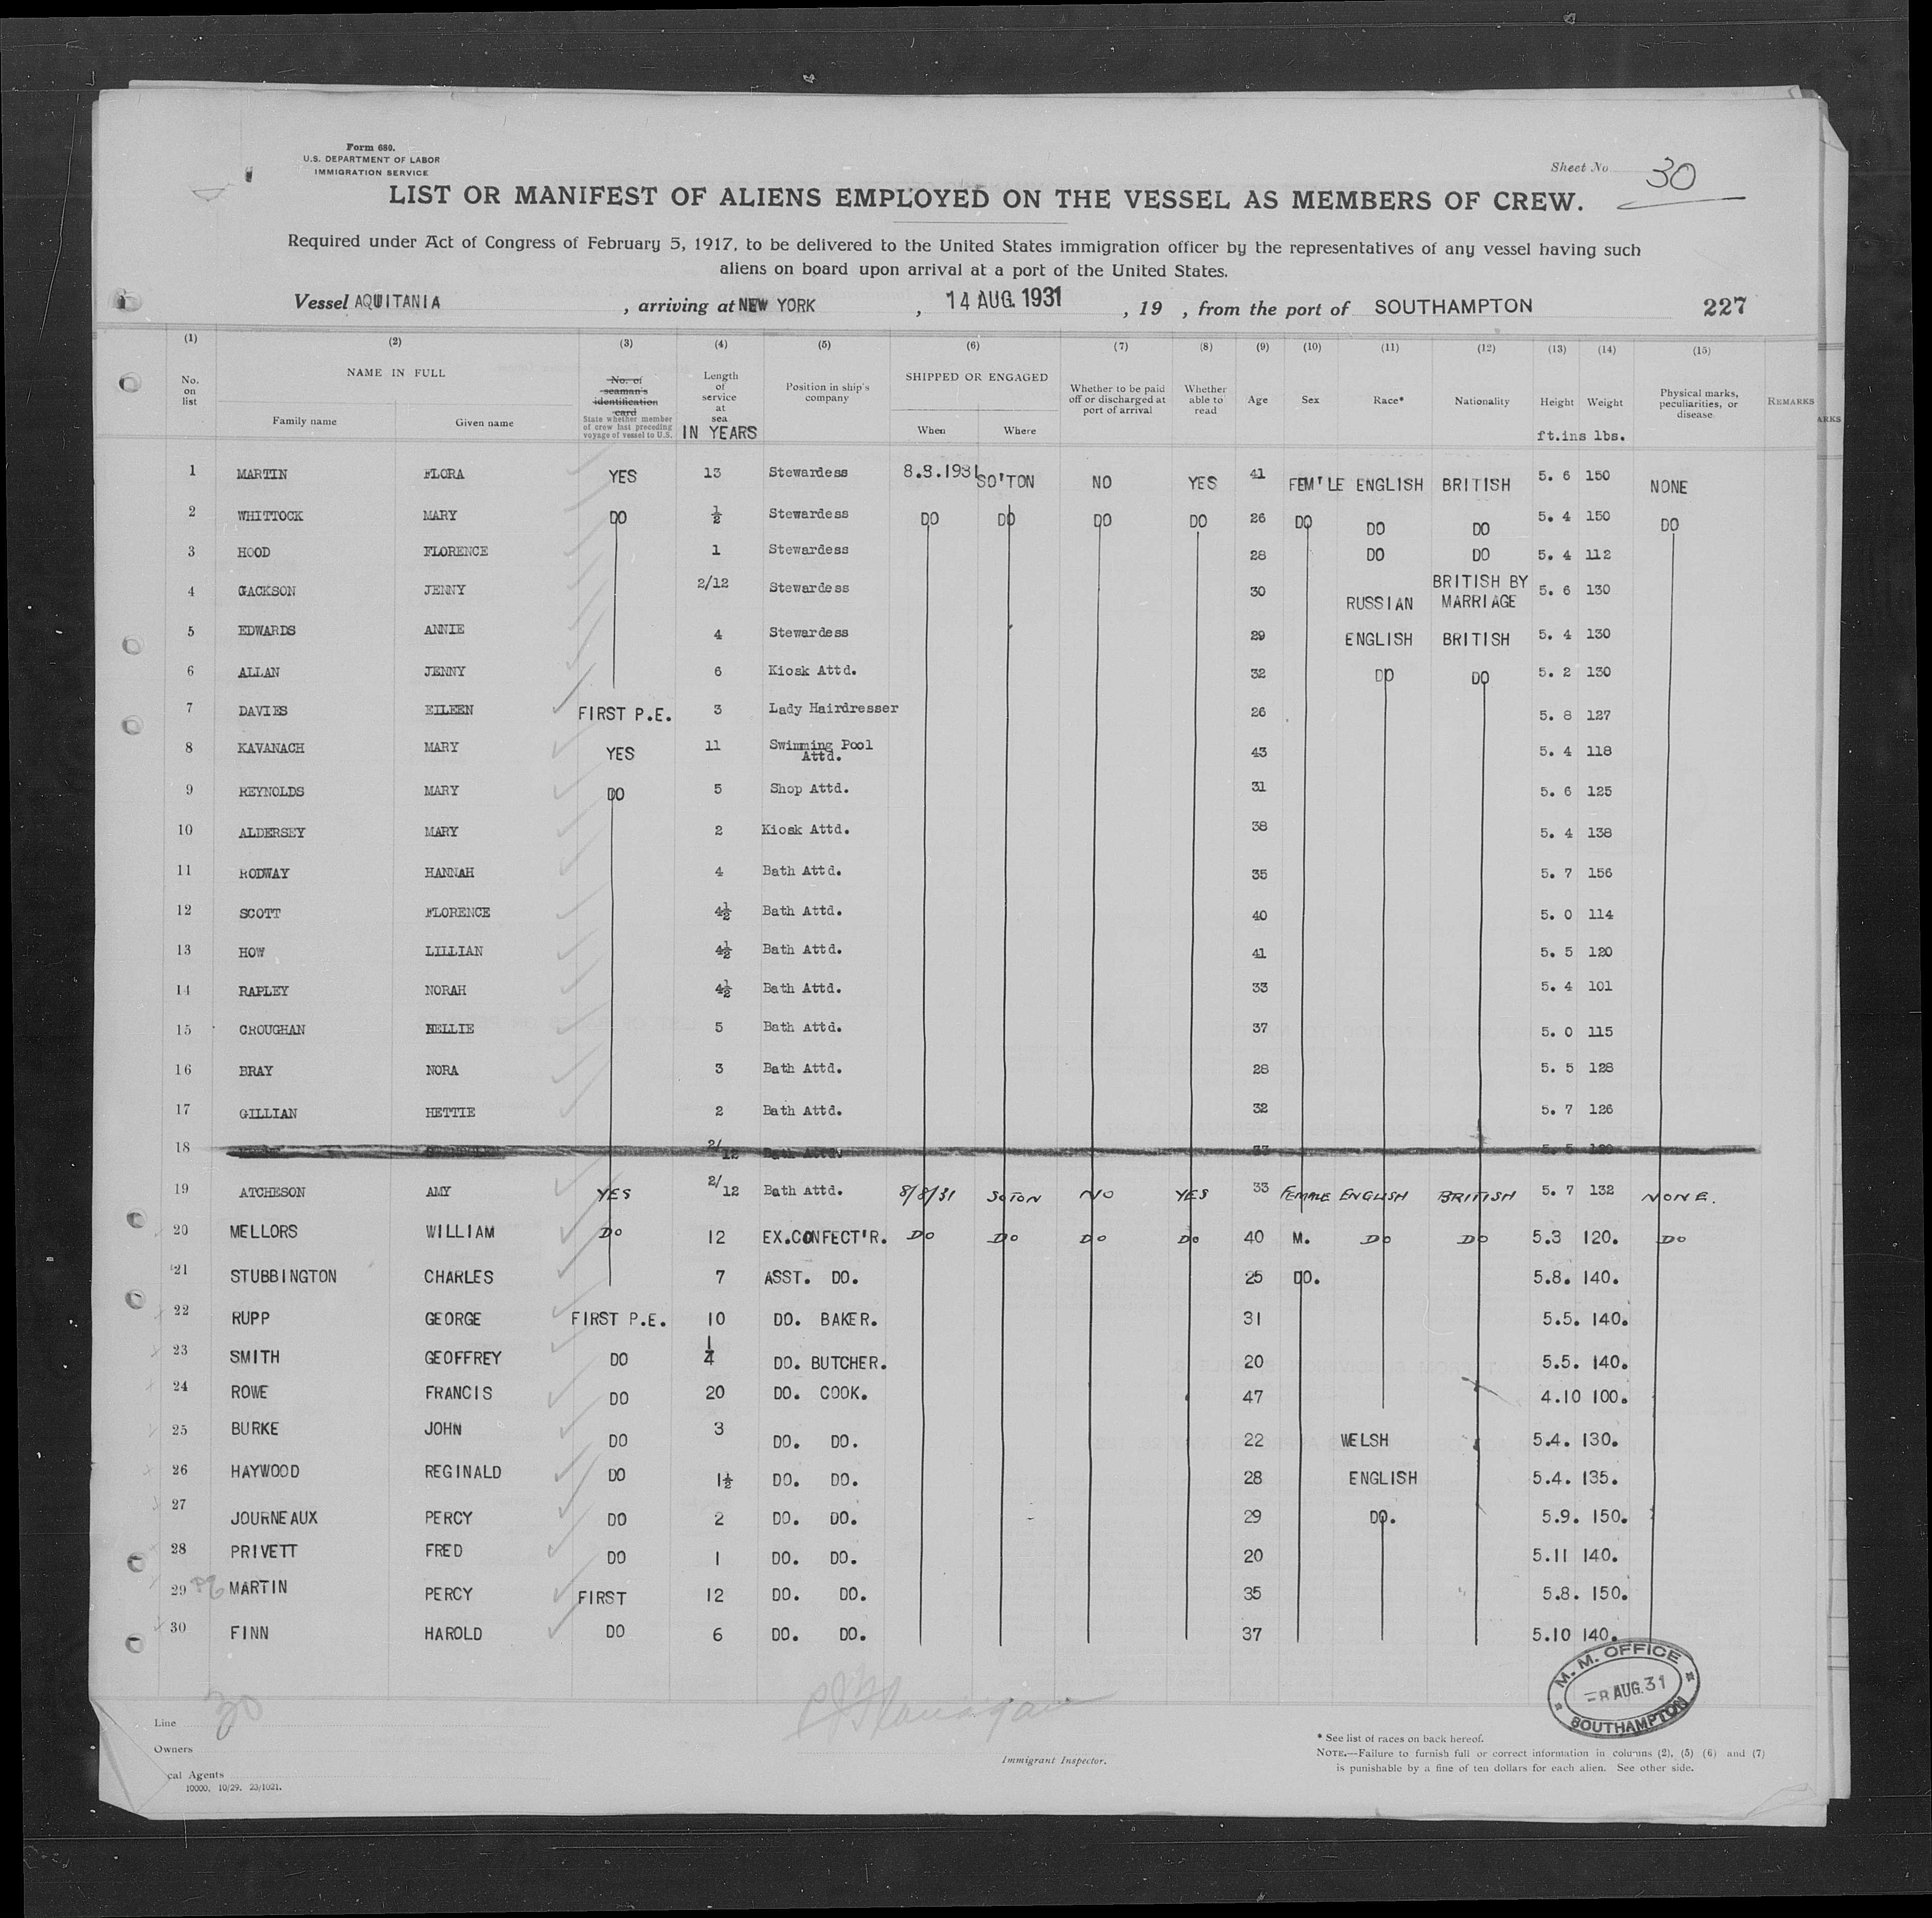 Form 680.
U.S. DEPARTMENT OF LABOR
IMMIGRATION SERVICE
Sheet No 30
LIST OR MANIFEST OF ALIENS EMPLOYED ON THE VESSEL AS MEMBERS OF CREW.
Required under Act of Congress of February 5, 1917, to be delivered to the United States immigration officer by the representatives of any vessel having such
aliens on board upon arrival at a port of the United States.
Vessel AQUITANIA , arriving at NEW YORK , 14 AUG. 1931 , 19 , from the port of SOUTHAMPTON 227
(1) (2) (3) (4) (5) (6) (7) (8) (9) (10) (11) (12) (13) (14) (15)
No. on list
NAME IN FULL
Family name Given name
No. of seaman's identification card
State whether member of crew last preceding voyage of vessel to U.S.
Length of service at sea IN YEARS
Position in ship's company
SHIPPED OR ENGAGED
When Where
Whether to be paid off or discharged at port of arrival
Whether able to read
Age Sex Race* Nationality Height Weight
ft.ins lbs.
Physical marks, peculiarities, or disease
REMARKS
ARKS
1 MARTIN FLORA YES 13 Stewardess 8.8.1931 SO'TON NO YES 41 FEM'LE ENGLISH BRITISH 5. 6 150 NONE
2 WHITTOCK MARY DO 1/2 Stewardess DO DO DO DO 26 DO DO DO 5. 4 150 DO
3 HOOD FLORENCE 1 Stewardess 28 DO DO 5. 4 112
4 GACKSON JENNY 2/12 Stewardess 30 RUSSIAN BRITISH BY MARRIAGE 5. 6 130
5 EDWARDS ANNIE 4 Stewardess 29 ENGLISH BRITISH 5. 4 130
6 ALLAN JENNY 6 Kiosk Attd. 32 DO DO 5. 2 130
7 DAVIES EILEEN FIRST P.E. 3 Lady Hairdresser 26 5. 8 127
8 KAVANACH MARY YES 11 Swimming Pool Attd. 43 5. 4 118
9 REYNOLDS MARY DO 5 Shop Attd. 31 5. 6 125
10 ALDERSEY MARY 2 Kiosk Attd. 38 5. 4 138
11 RODWAY HANNAH 4 Bath Attd. 35 5. 7 156
12 SCOTT FLORENCE 4½ Bath Attd. 40 5. 0 114
13 HOW LILLIAN 4½ Bath Attd. 41 5. 5 120
14 RAPLEY NORAH 4½ Bath Attd. 33 5. 4 101
15 CROUGHAN NELLIE 5 Bath Attd. 37 5. 0 115
16 BRAY NORA 3 Bath Attd. 28 5. 5 128
17 GILLIAN HETTIE 2 Bath Attd. 32 5. 7 126
18 2/12 Bath Attd.
19 ATCHESON AMY YES 2/12 Bath Attd. 8/8/31 SOTON NO YES 33 FEMALE ENGLISH BRITISH 5. 7 132 NONE.
20 MELLORS WILLIAM DO 12 EX.CONFECT'R. DO DO DO DO 40 M. DO DO 5.3 120. DO
21 STUBBINGTON CHARLES 7 ASST. DO. 25 DO. 5.8. 140.
22 RUPP GEORGE FIRST P.E. 10 DO. BAKER. 31 5.5. 140.
23 SMITH GEOFFREY DO 1/4 DO. BUTCHER. 20 5.5. 140.
24 ROWE FRANCIS DO 20 DO. COOK. 47 4.10 100.
25 BURKE JOHN DO 3 DO. DO. 22 WELSH 5.4. 130.
26 HAYWOOD REGINALD DO 1½ DO. DO. 28 ENGLISH 5.4. 135.
27 JOURNEAUX PERCY DO 2 DO. DO. 29 DO. 5.9. 150.
28 PRIVETT FRED DO 1 DO. DO. 20 5.11 140.
29 MARTIN PERCY FIRST 12 DO. DO. 35 5.8. 150.
30 FINN HAROLD DO 6 DO. DO. 37 5.10 140.
M. M. OFFICE
-8 AUG. 31
SOUTHAMPTON
30
Line
Owners
cal Agents
10000. 10/29. 23/1021.
Immigrant Inspector.
* See list of races on back hereof.
NOTE.—Failure to furnish full or correct information in columns (2), (5) (6) and (7)
is punishable by a fine of ten dollars for each alien. See other side.